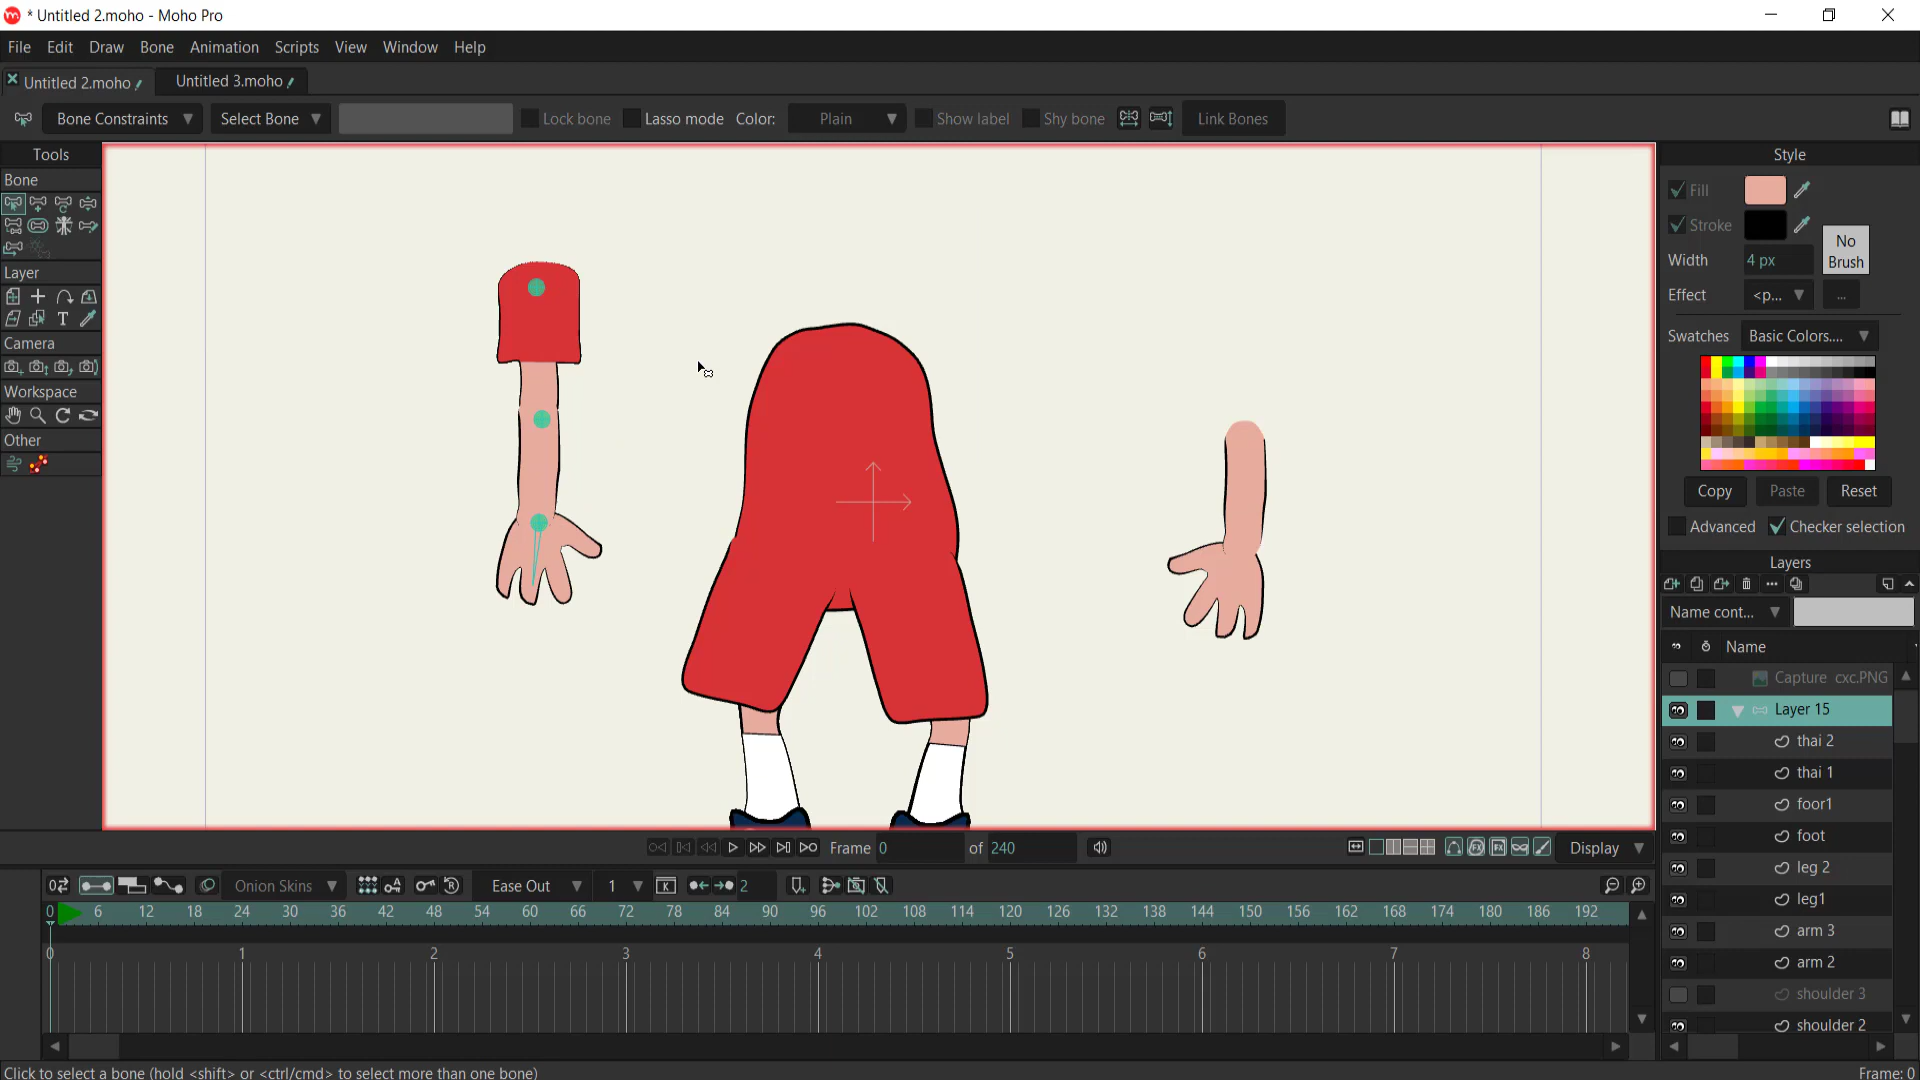 * Untitled 2.moho - Moho Pro
File Edit Draw Bone Animation Scripts View Window Help
Untitled 2.moho Untitled 3.moho
Bone Constraints Select Bone Lock bone Lasso mode Color: Plain Show label Shy bone Link Bones
Tools
Bone
Layer
T
Camera
Workspace
Other
Style
Fill
Stroke
No Brush
Width 4 px
Effect <p... ...
Swatches Basic Colors....
Copy Paste Reset
Advanced Checker selection
Layers
Name cont...
Name
Capture cxc.PNG
Layer 15
thai 2
thai 1
foor1
foot
leg 2
leg1
arm 3
arm 2
shoulder 3
shoulder 2
Frame 0 of 240 Display
Onion Skins Ease Out 1 K 2
0 6 12 18 24 30 36 42 48 54 60 66 72 78 84 90 96 102 108 114 120 126 132 138 144 150 156 162 168 174 180 186 192
0 1 2 3 4 5 6 7 8
Click to select a bone (hold <shift> or <ctrl/cmd> to select more than one bone) Frame: 0